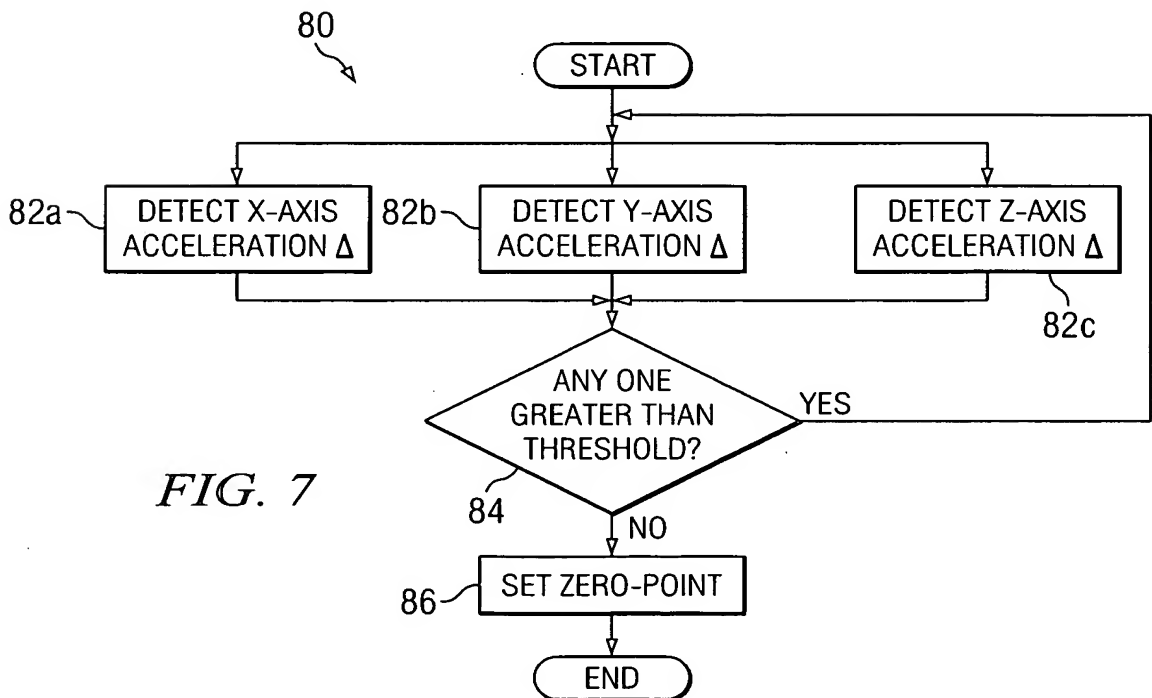 80
START
82a
DETECT X-AXIS
ACCELERATION Δ
82b
DETECT Y-AXIS
ACCELERATION Δ
DETECT Z-AXIS
ACCELERATION Δ
82c
ANY ONE
GREATER THAN
THRESHOLD?
YES
84
FIG. 7
NO
86
SET ZERO-POINT
END